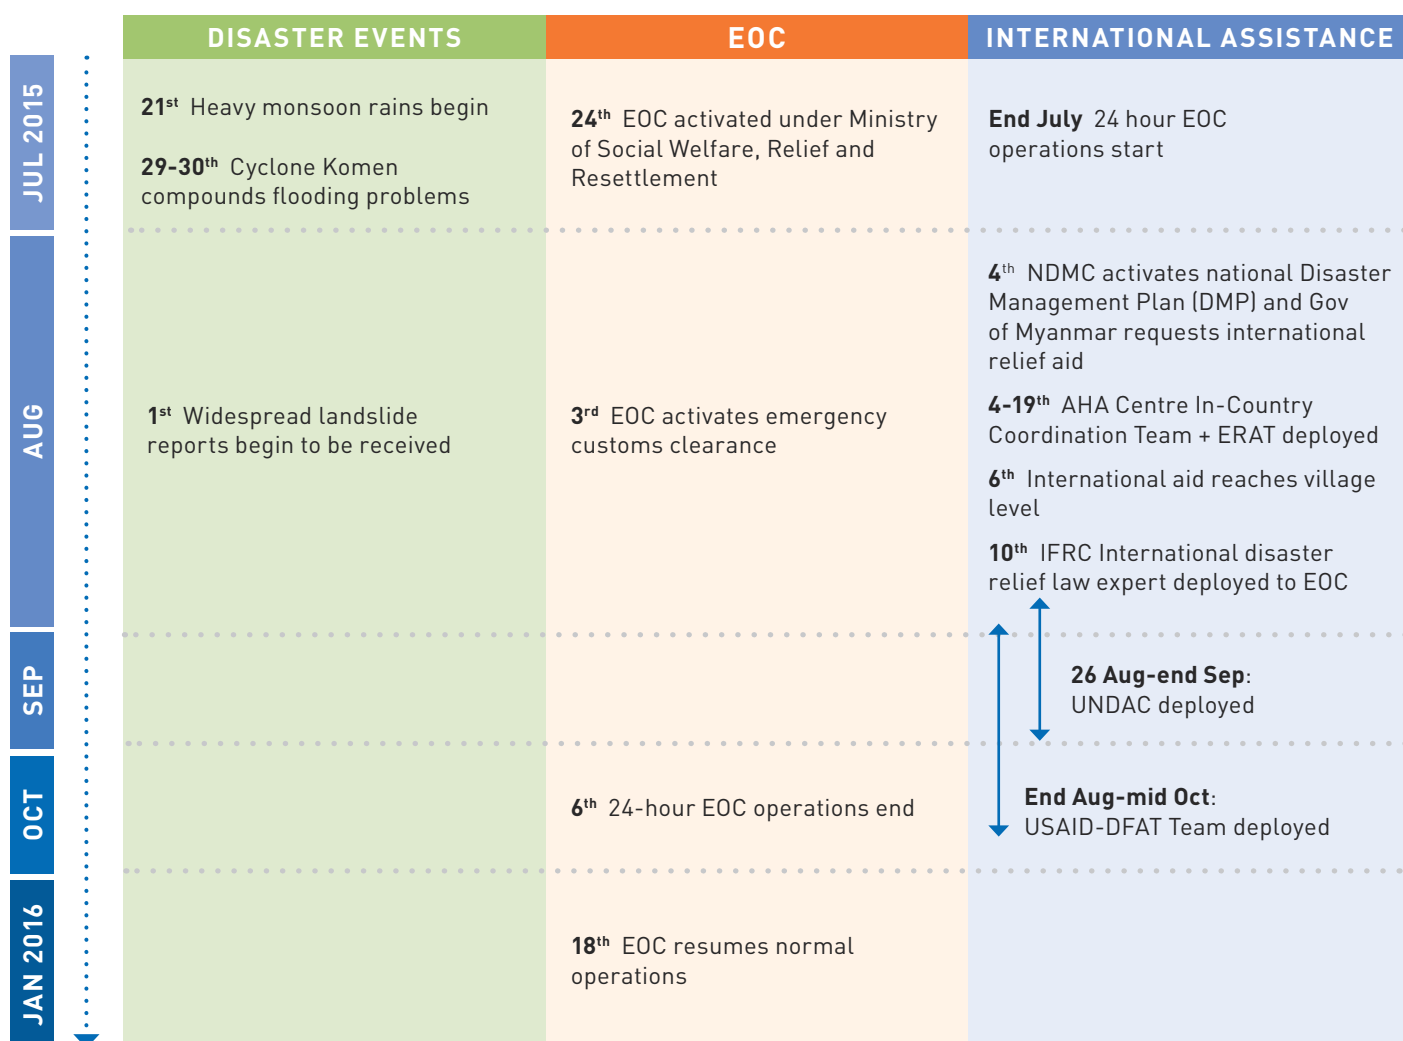 DISASTER EVENTS
EOC
INTERNATIONAL ASSISTANCE
JUL 2015
21st Heavy monsoon rains begin
29-30th Cyclone Komen
compounds flooding problems
24th EOC activated under Ministry
of Social Welfare, Relief and
Resettlement
End July 24 hour EOC
operations start
AUG
1st Widespread landslide
reports begin to be received
3rd EOC activates emergency
customs clearance
4th NDMC activates national Disaster
Management Plan (DMP) and Gov
of Myanmar requests international
relief aid
4-19th AHA Centre In-Country
Coordination Team + ERAT deployed
6th International aid reaches village
level
10th IFRC International disaster
relief law expert deployed to EOC
SEP
26 Aug-end Sep:
UNDAC deployed
OCT
6th 24-hour EOC operations end
End Aug-mid Oct:
USAID-DFAT Team deployed
JAN 2016
18th EOC resumes normal
operations